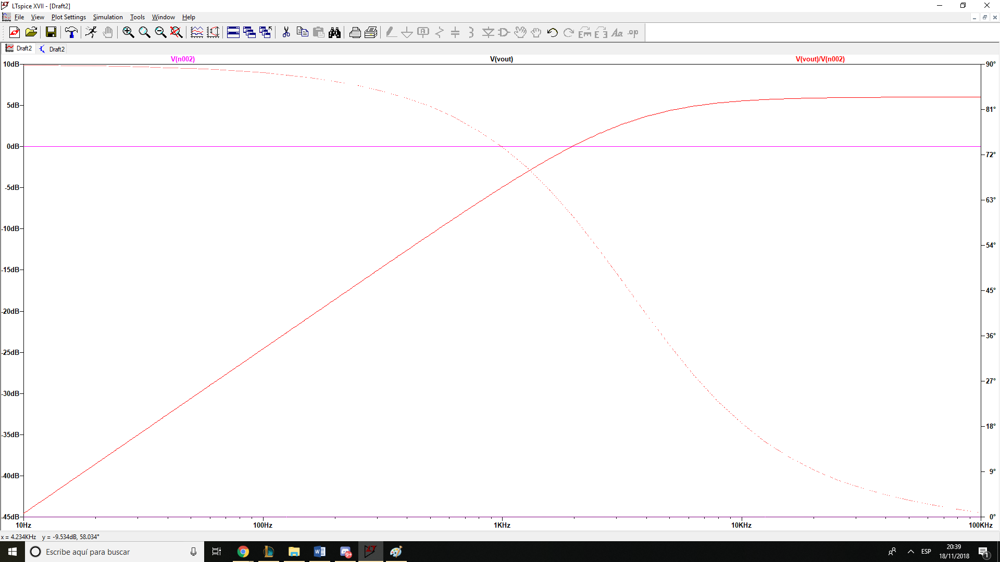 LTspice XVII - [Draft2]
File View Plot Settings Simulation Tools Window Help
Draft2 Draft2
V(n002) V(vout) V(vout)/V(n002)
10dB 90°
5dB 81°
0dB 72°
-5dB 63°
-10dB 54°
-15dB 45°
-20dB 36°
-25dB 27°
-30dB 18°
-35dB 9°
-40dB 0°
-45dB
10Hz 100Hz 1KHz 10KHz 100KHz
x = 4.234KHz y = -9.534dB, 58.034°
Escribe aquí para buscar
9+
ESP
20:39
18/11/2018
1